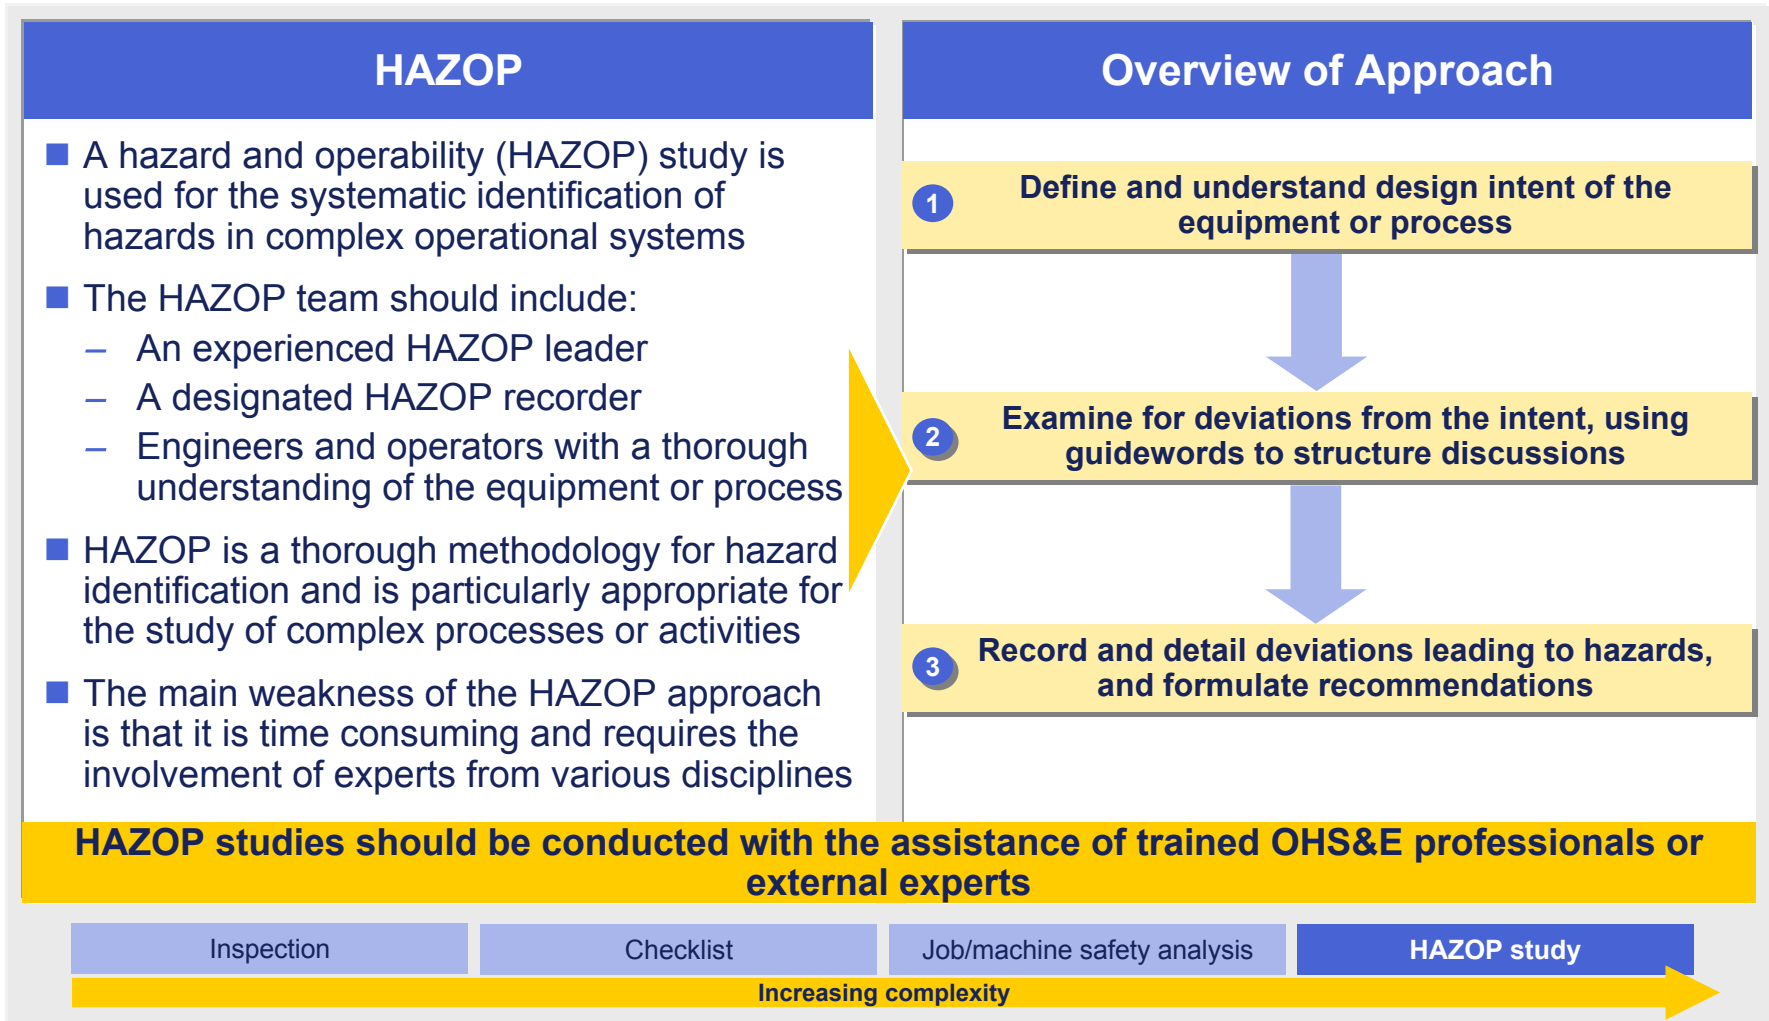 HAZOP
A hazard and operability (HAZOP) study is
used for the systematic identification of
hazards in complex operational systems
The HAZOP team should include:
– An experienced HAZOP leader
– A designated HAZOP recorder
– Engineers and operators with a thorough
understanding of the equipment or process
HAZOP is a thorough methodology for hazard
identification and is particularly appropriate for
the study of complex processes or activities
The main weakness of the HAZOP approach
is that it is time consuming and requires the
involvement of experts from various disciplines
Overview of Approach
1
Define and understand design intent of the
equipment or process
2
Examine for deviations from the intent, using
guidewords to structure discussions
3
Record and detail deviations leading to hazards,
and formulate recommendations
HAZOP studies should be conducted with the assistance of trained OHS&E professionals or
external experts
Inspection
Checklist
Job/machine safety analysis
HAZOP study
Increasing complexity